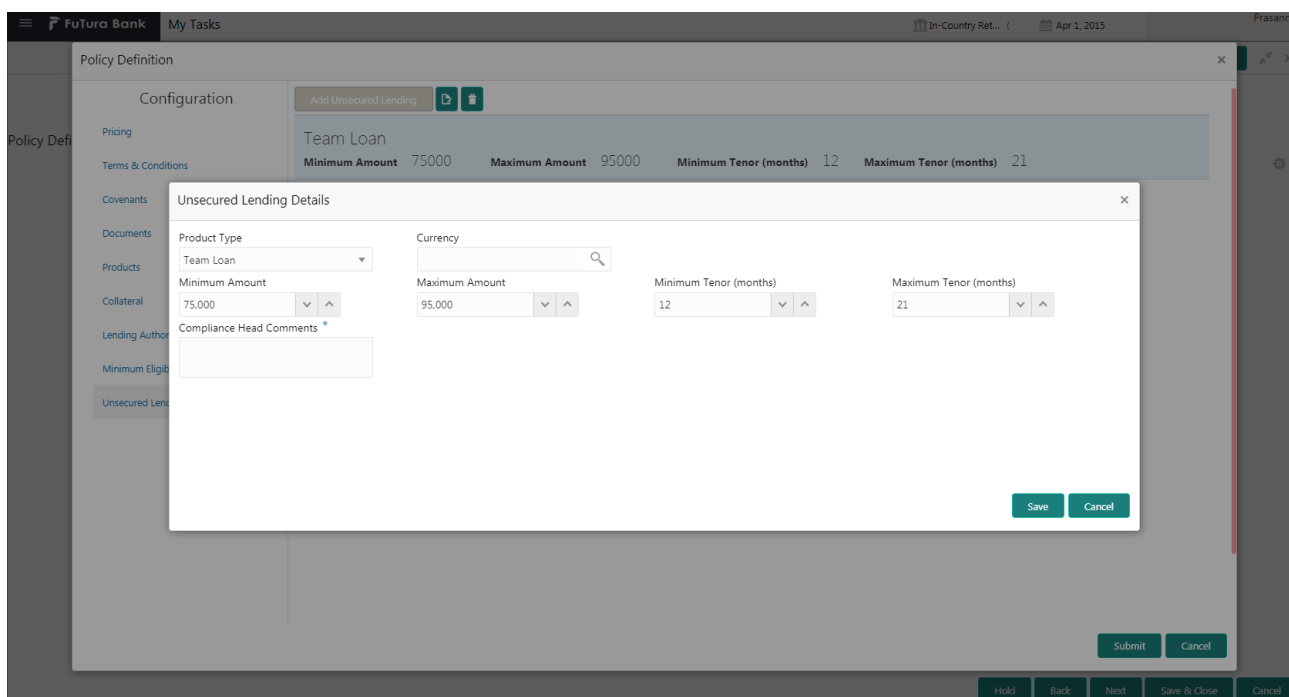 FuTura Bank My Tasks In-Country Ret... ( Apr 1, 2015 Prasann
Policy Definition
Configuration Add Unsecured Lending
Policy Defi
Pricing
Team Loan
Minimum Amount 75000 Maximum Amount 95000 Minimum Tenor (months) 12 Maximum Tenor (months) 21
Terms & Conditions
Covenants
Unsecured Lending Details
Documents
Product Type Currency
Team Loan
Products
Minimum Amount Maximum Amount Minimum Tenor (months) Maximum Tenor (months)
Collateral
75,000 95,000 12 21
Compliance Head Comments *
Lending Author
Minimum Eligib
Unsecured Lend
Save Cancel
Submit Cancel
Hold Back Next Save & Close Cancel